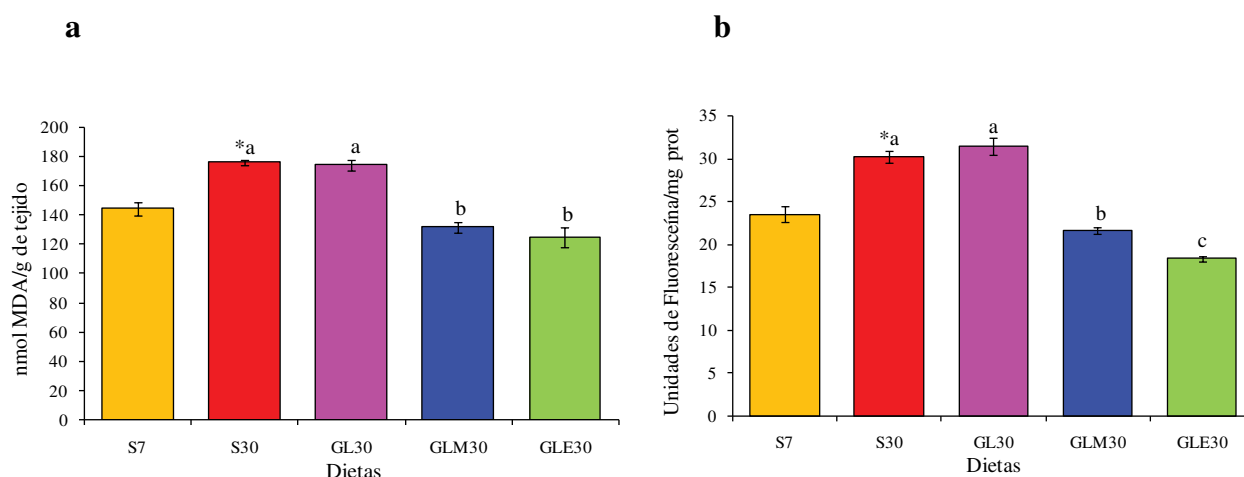 a
nmol MDA/g de tejido
200
180
160
140
120
100
80
60
40
20
0
*a
a
b
b
S7 S30 GL30 GLM30 GLE30
Dietas
b
Unidades de Fluoresceína/mg prot
35
30
25
20
15
10
5
0
*a
a
b
c
S7 S30 GL30 GLM30 GLE30
Dietas